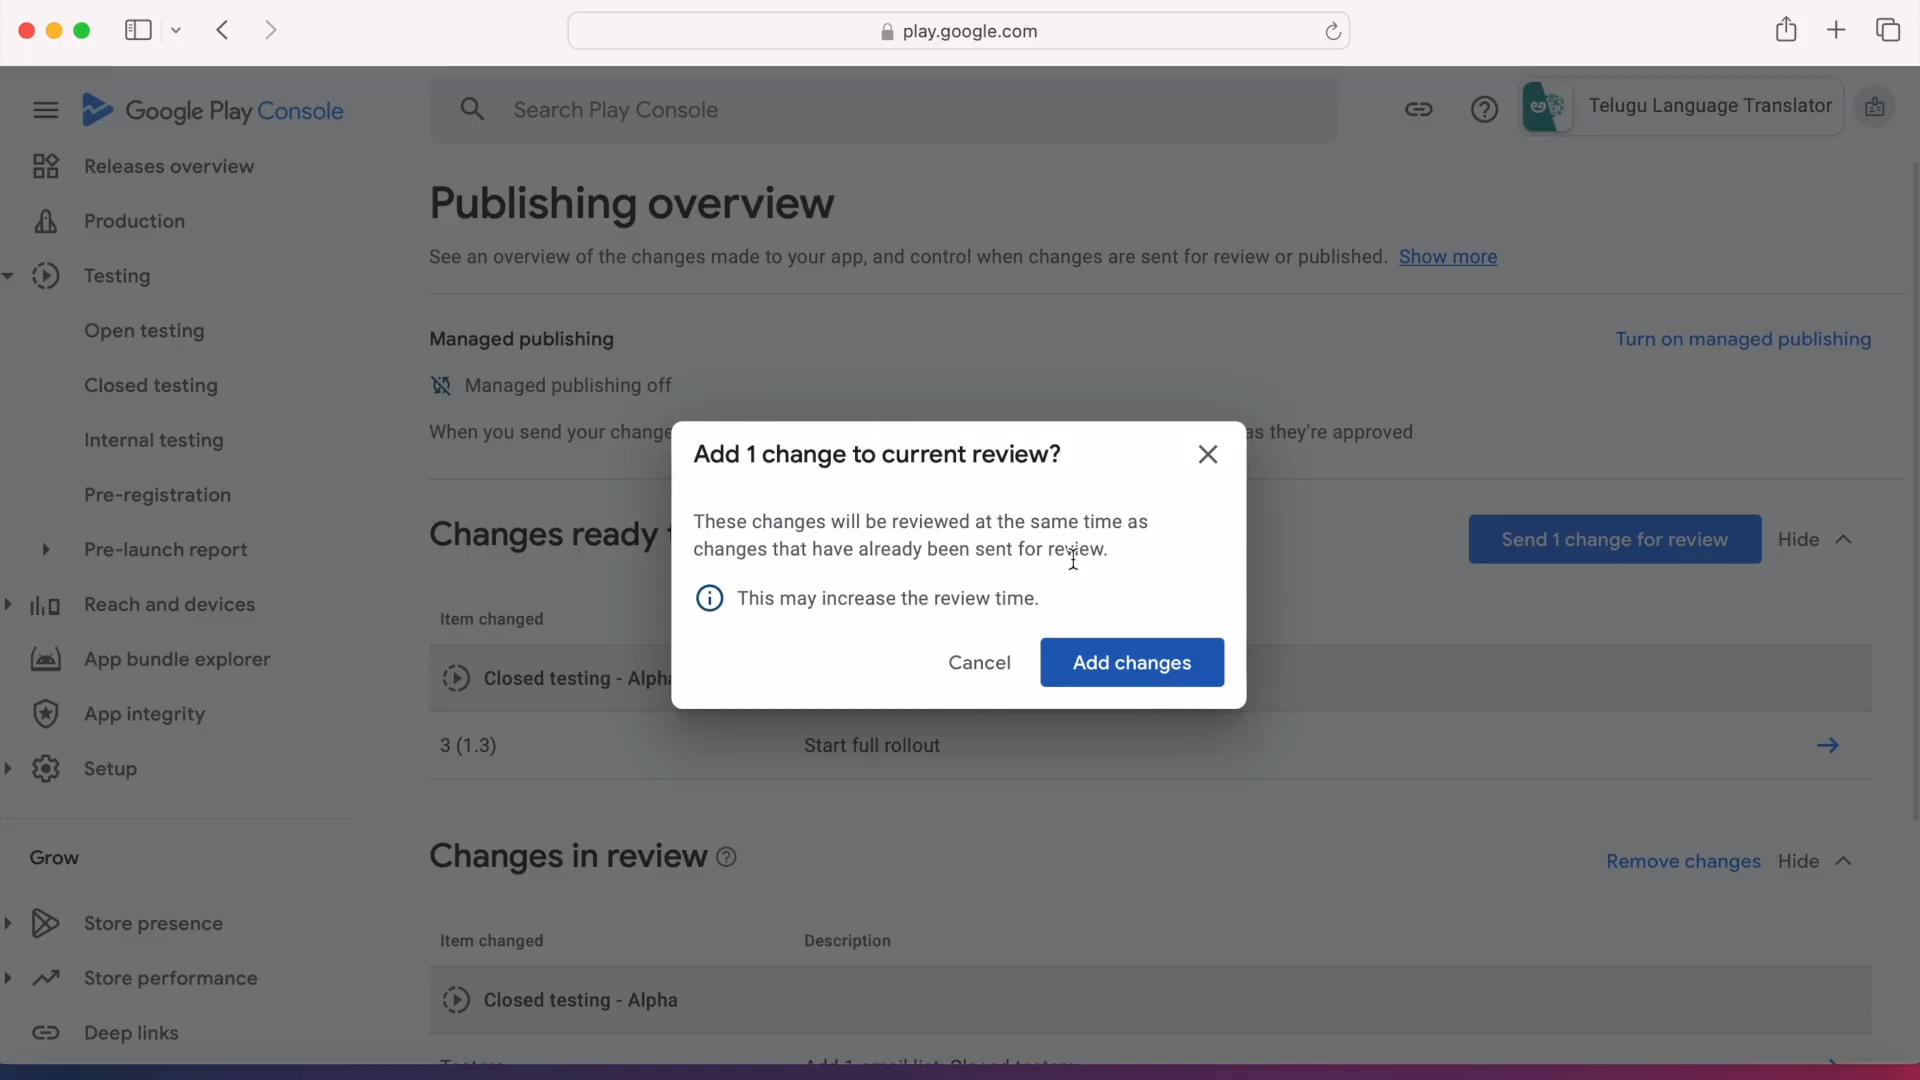 play.google.com
Google Play Console
Search Play Console
Telugu Language Translator
Releases overview
Production
Testing
Open testing
Closed testing
Internal testing
Pre-registration
Pre-launch report
Reach and devices
App bundle explorer
App integrity
Setup
Grow
Store presence
Store performance
Deep links
Publishing overview
See an overview of the changes made to your app, and control when changes are sent for review or published. Show more
Managed publishing
Turn on managed publishing
Managed publishing off
When you send your change
as they're approved
Changes ready
Send 1 change for review
Hide
Item changed
Closed testing - Alpha
3 (1.3)
Start full rollout
Add 1 change to current review?
These changes will be reviewed at the same time as
changes that have already been sent for review.
This may increase the review time.
Cancel
Add changes
Changes in review
Remove changes
Hide
Item changed
Description
Closed testing - Alpha